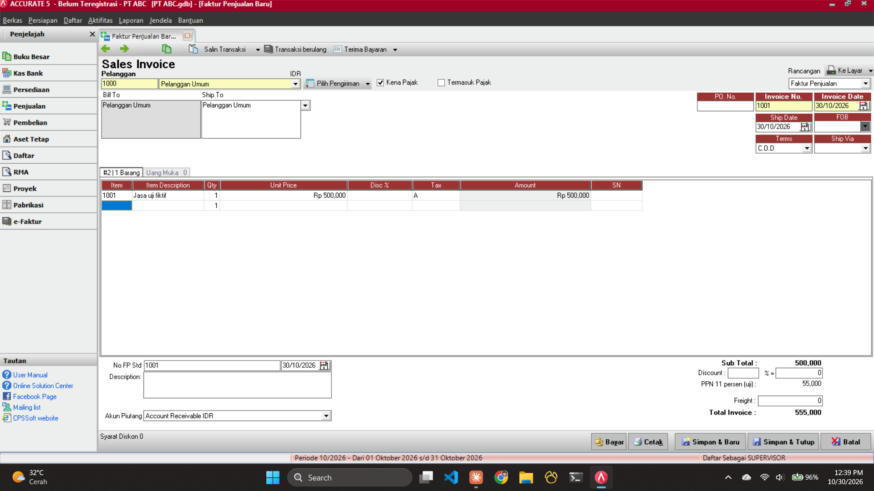 ACCURATE 5 - Belum Teregistrasi - PT ABC [PT ABC.gdb] - [Faktur Penjualan Baru]
Berkas Persiapan Daftar Aktifitas Laporan Jendela Bantuan
Penjelajah
Faktur Penjualan Bar...
Salin Transaksi Transaksi berulang Terima Bayaran
Buku Besar
Kas Bank
Persediaan
Penjualan
Pembelian
Asset Tetap
Daftar
RMA
Proyek
Pabrikasi
e-Faktur
Sales Invoice
Pelanggan IDR
1000 Pelanggan Umum
Pilih Pengiriman Kena Pajak Termasuk Pajak
Rancangan Ke Layar
Faktur Penjualan
Bill To Ship To
Pelanggan Umum Pelanggan Umum
PO. No. Invoice No. Invoice Date
1001 30/10/2026
Ship Date FOB
30/10/2026
Terms Ship Via
C.O.D
#2|1 Barang Uang Muka 0
Item Item Description Qty Unit Price Disc % Tax Amount SN
1001 Jasa uji fiktif 1 Rp 500,000 A Rp 500,000
1
Tautan
User Manual
Online Solution Center
Facebook Page
Mailing list
CPSSoft website
No FP Std 1001 30/10/2026
Description:
Akun Piutang Account Receivable IDR
Sub Total : 500,000
Discount : % = 0
PPN 11 persen (uji) : 55,000
Freight : 0
Total Invoice : 555,000
Syarat Diskon 0
Bayar Cetak Simpan & Baru Simpan & Tutup Batal
Periode 10/2026 - Dari 01 Oktober 2026 s/d 31 Oktober 2026
Daftar Sebagai SUPERVISOR
32°C
Cerah
Search
96%
12:39 PM
10/30/2026